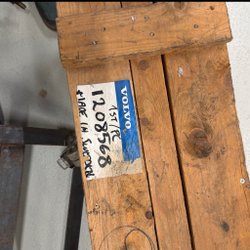 VOLVO
1ST PC
1208568
MADE IN SWEDEN